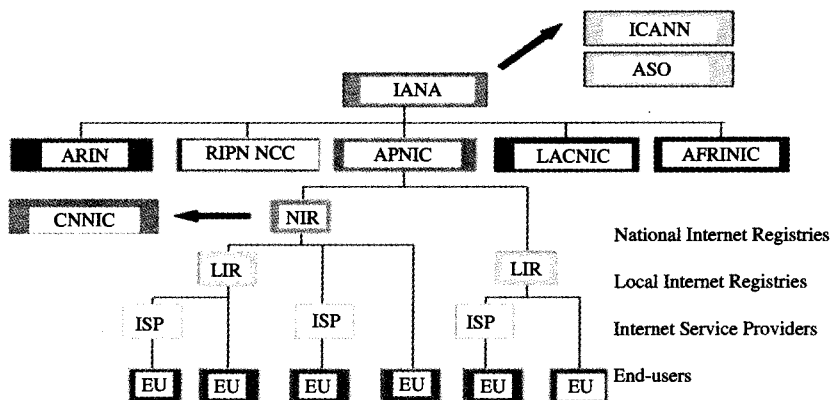 ICANN
ASO
IANA
ARIN
RIPN NCC
APNIC
LACNIC
AFRINIC
CNNIC
NIR
National Internet Registries
LIR
LIR
Local Internet Registries
ISP
ISP
ISP
Internet Service Providers
EU
EU
EU
EU
EU
EU
End-users